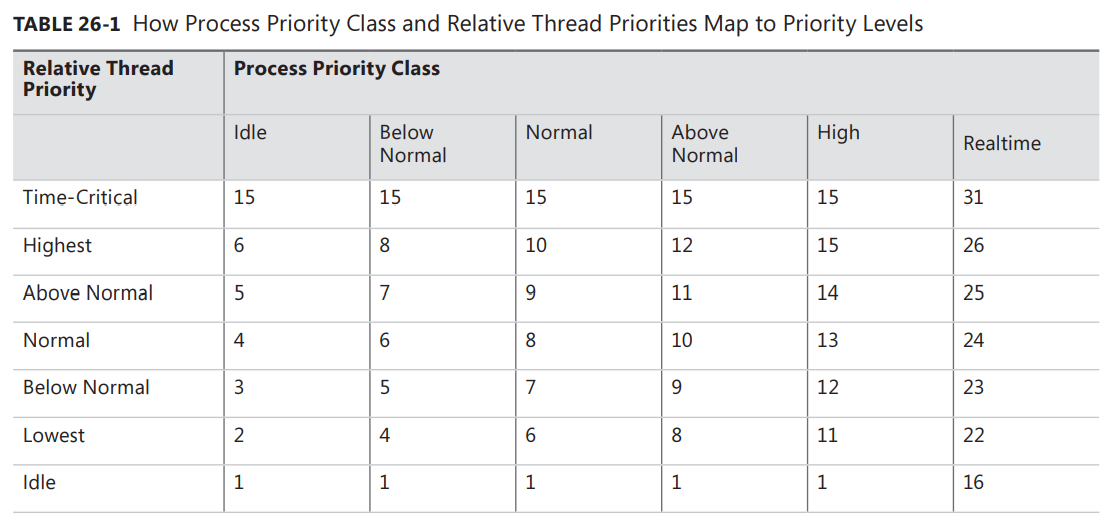 TABLE 26-1 How Process Priority Class and Relative Thread Priorities Map to Priority Levels
Relative Thread Priority Process Priority Class
Idle Below Normal Normal Above Normal High Realtime
Time-Critical 15 15 15 15 15 31
Highest 6 8 10 12 15 26
Above Normal 5 7 9 11 14 25
Normal 4 6 8 10 13 24
Below Normal 3 5 7 9 12 23
Lowest 2 4 6 8 11 22
Idle 1 1 1 1 1 16